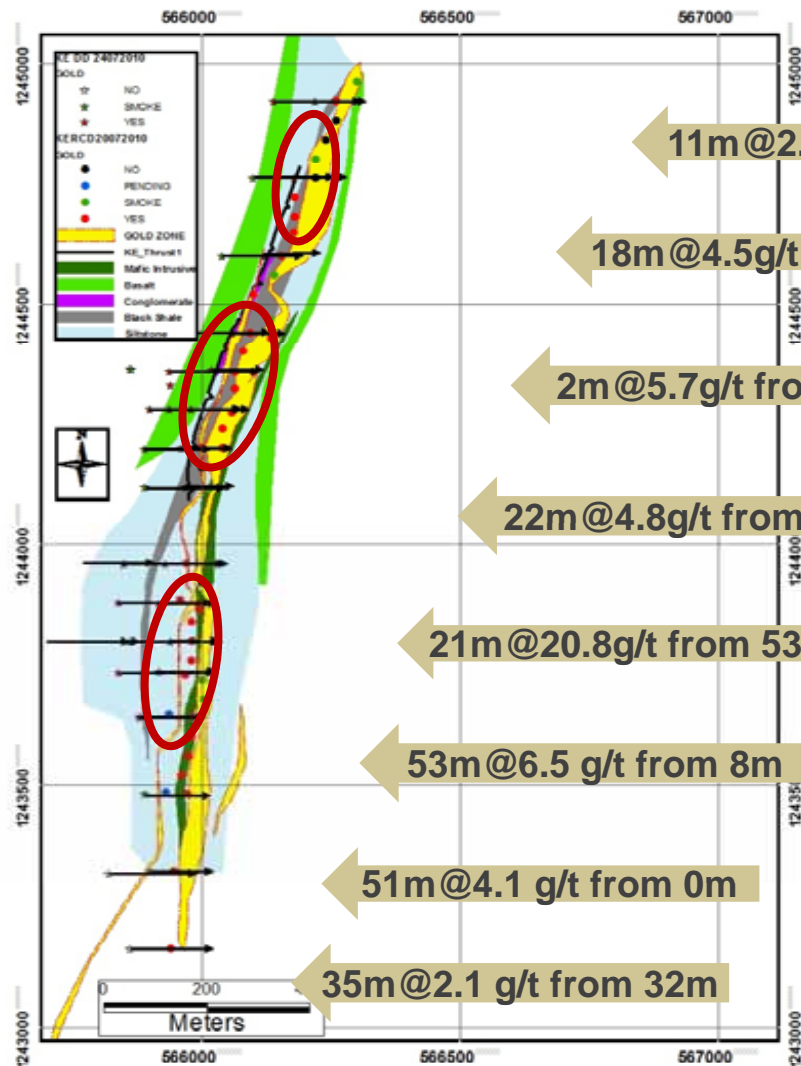 566000 566500 567000
1245000 1245000
KE DD 24072010
GOLD
NO
SMOKE
YES
KERCD20072010
GOLD
NO
PENDING
SMOKE
YES
GOLD ZONE
KE_Thrust1
Mafic Intrusive
Basalt
Conglomerate
Black Shale
Siltstone
11m@2.
18m@4.5g/t
1244500
2m@5.7g/t fro
N
22m@4.8g/t from
1244000
21m@20.8g/t from 53
53m@6.5 g/t from 8m
1243500
51m@4.1 g/t from 0m
35m@2.1 g/t from 32m
0 200
Meters
1243000 1243000
566000 566500 567000